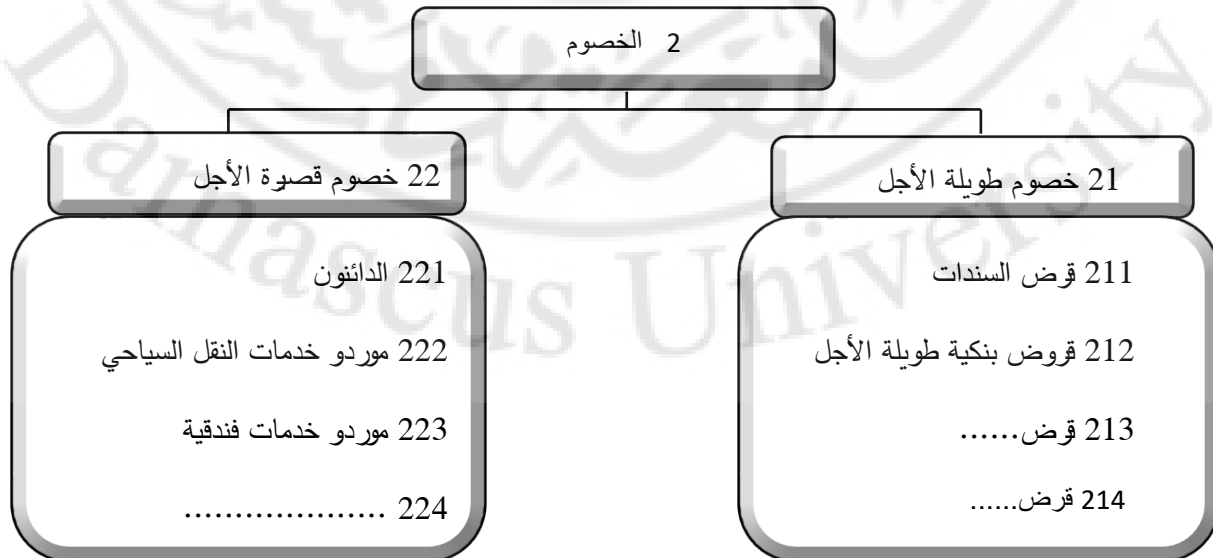 2 الخصوم
21 خصوم طويلة الأجل
211 قرض السندات
212 قروض بنكية طويلة الأجل
213 قرض......
214 قرض......
22 خصوم قصيرة الأجل
221 الدائنون
222 موردو خدمات النقل السياحي
223 موردو خدمات فندقية
224 ....................
Damascus University